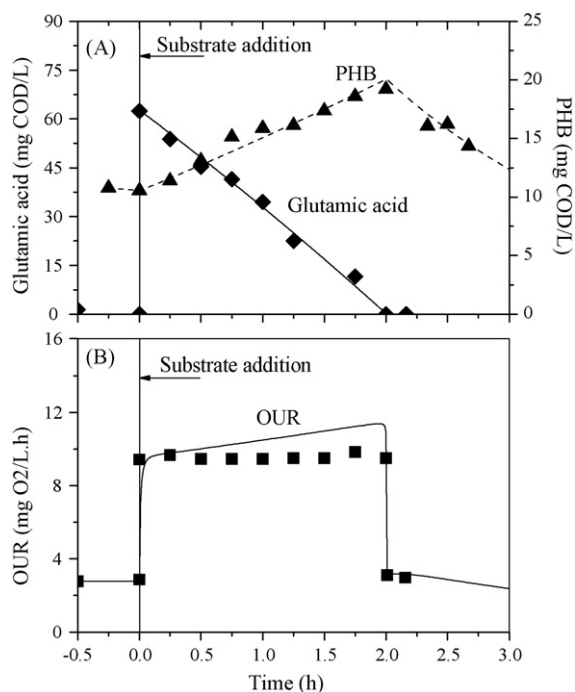 (A)
Substrate addition
PHB
Glutamic acid
Glutamic acid (mg COD/L)
90
75
60
45
30
15
0
PHB (mg COD/L)
25
20
15
10
5
0
(B)
Substrate addition
OUR
OUR (mg O2/L.h)
16
12
8
4
0
-0.5 0.0 0.5 1.0 1.5 2.0 2.5 3.0
Time (h)